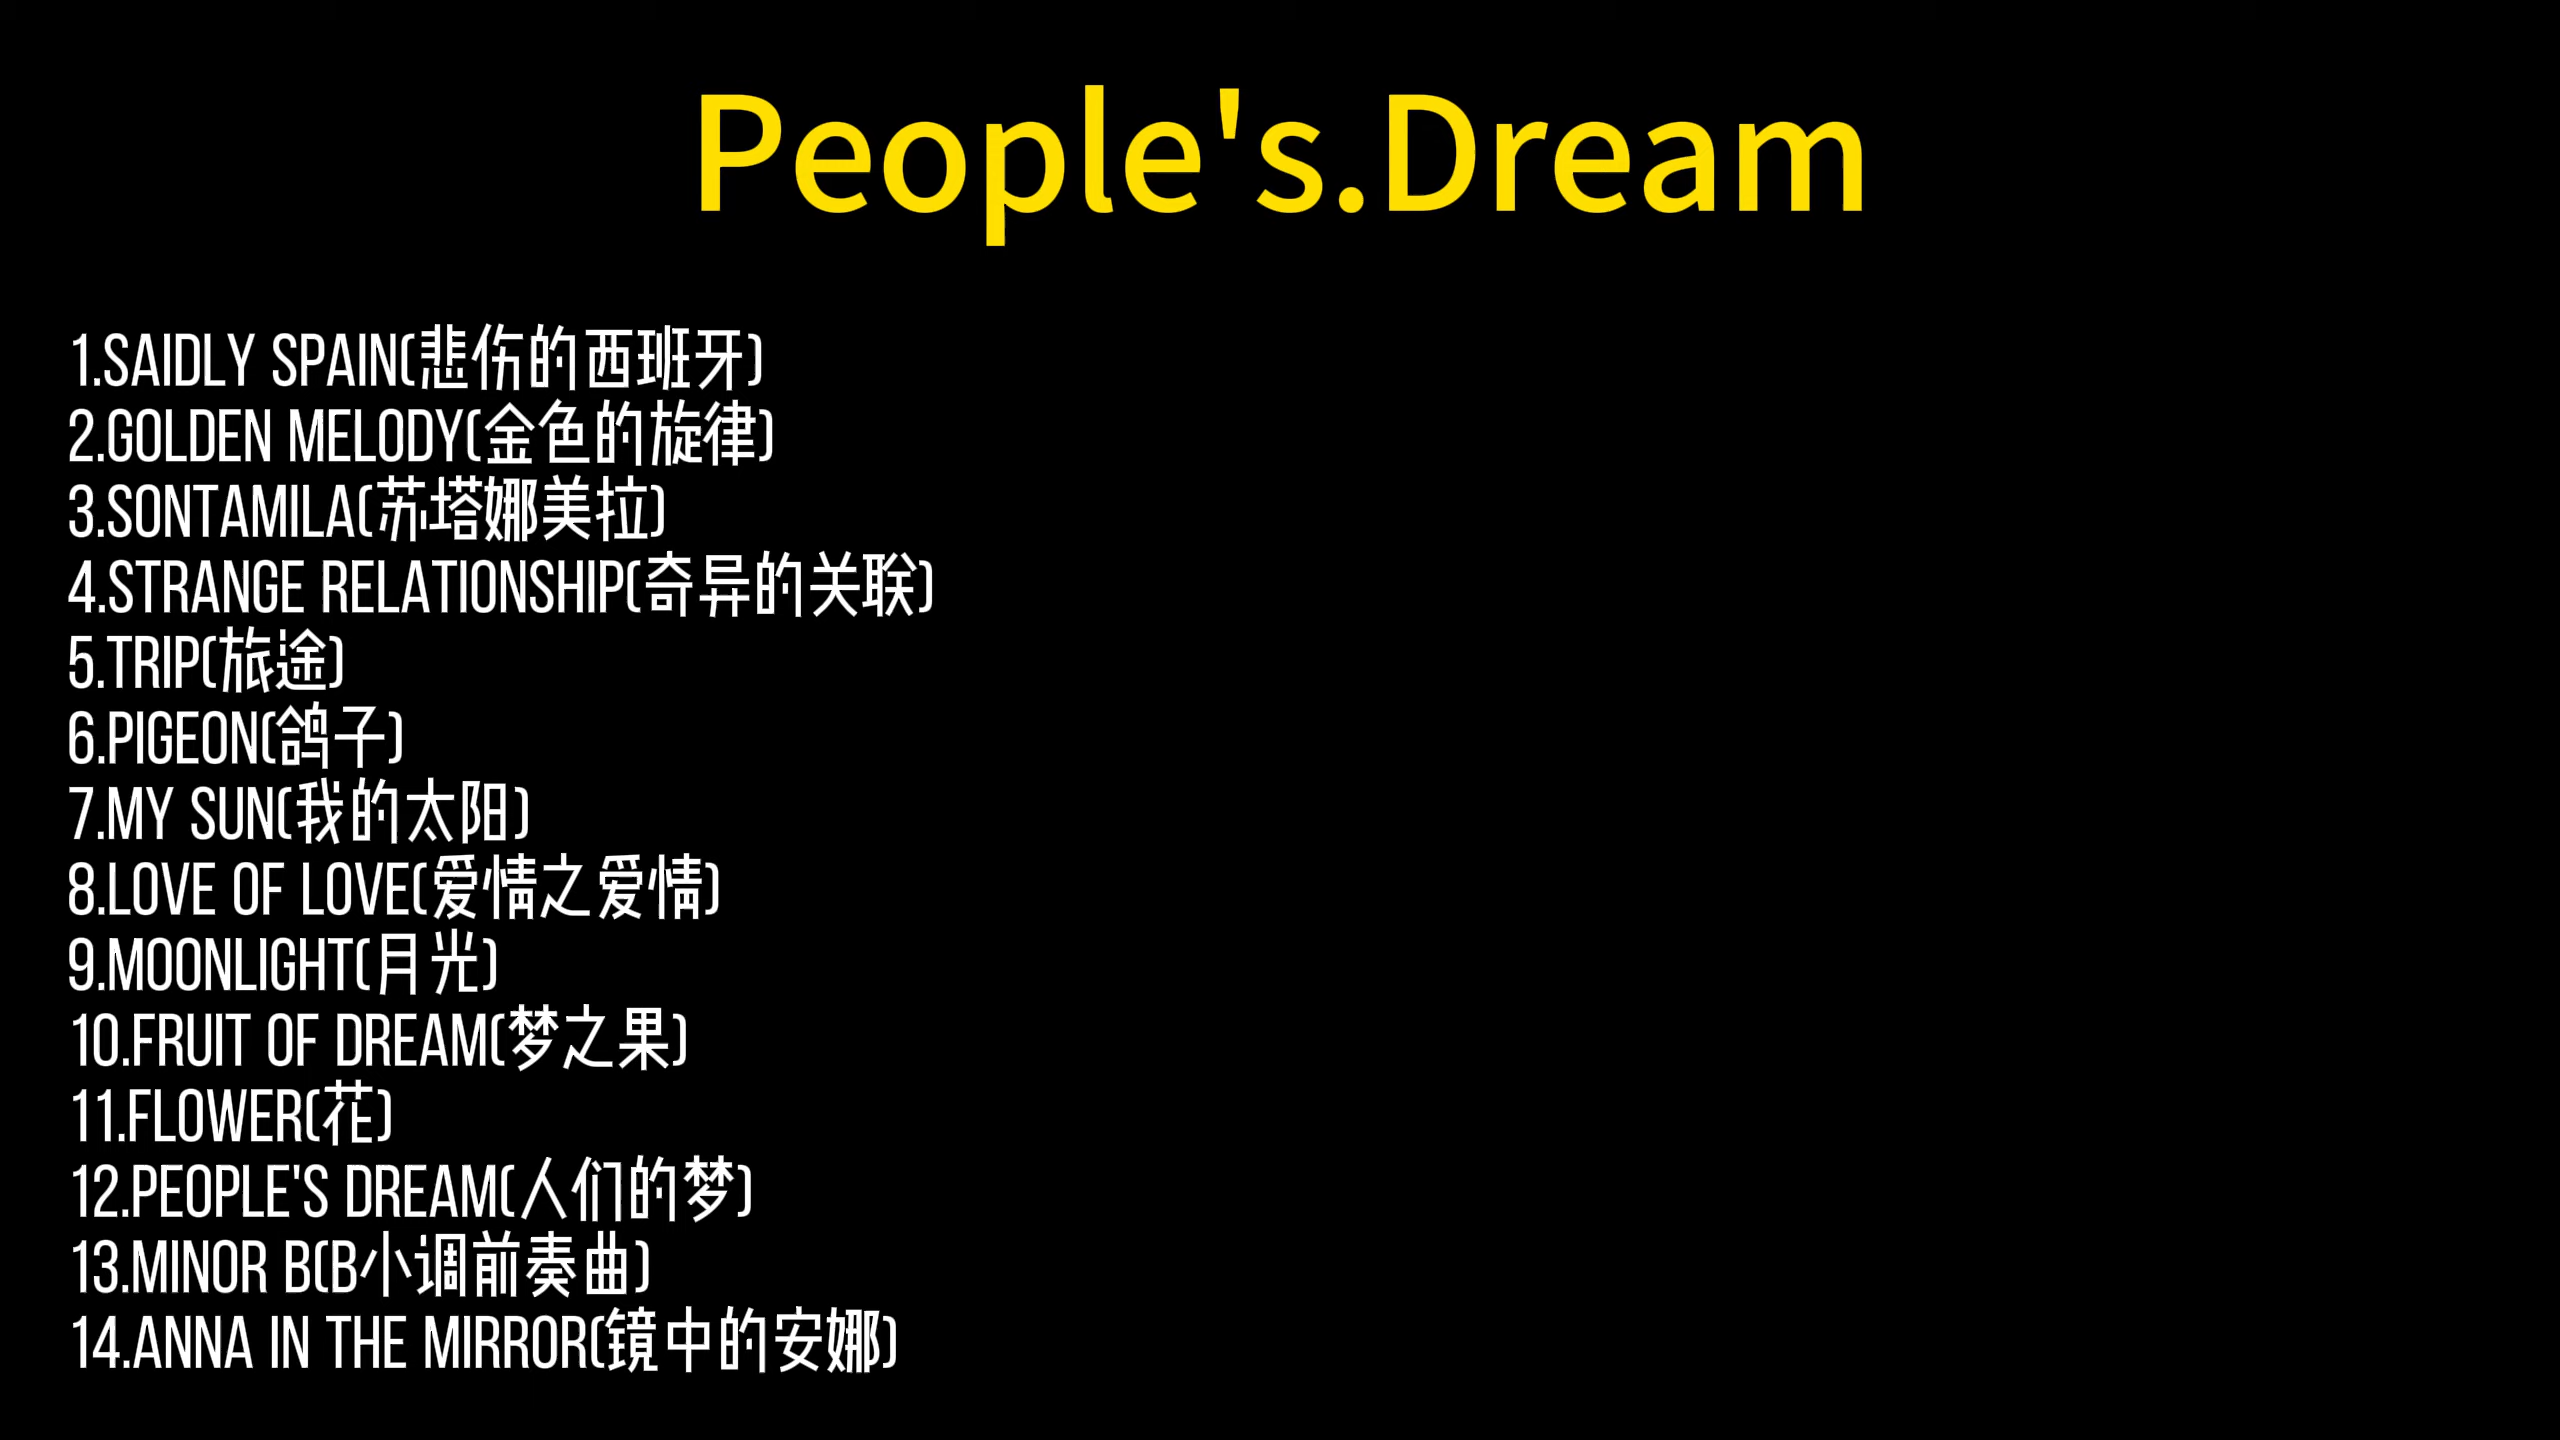 People's.Dream
1.SAIDLY SPAIN(悲伤的西班牙)
2.GOLDEN MELODY(金色的旋律)
3.SONTAMILA(苏塔娜美拉)
4.STRANGE RELATIONSHIP(奇异的关联)
5.TRIP(旅途)
6.PIGEON(鸽子)
7.MY SUN(我的太阳)
8.LOVE OF LOVE(爱情之爱情)
9.MOONLIGHT(月光)
10.FRUIT OF DREAM(梦之果)
11.FLOWER(花)
12.PEOPLE'S DREAM(人们的梦)
13.MINOR B(B小调前奏曲)
14.ANNA IN THE MIRROR(镜中的安娜)